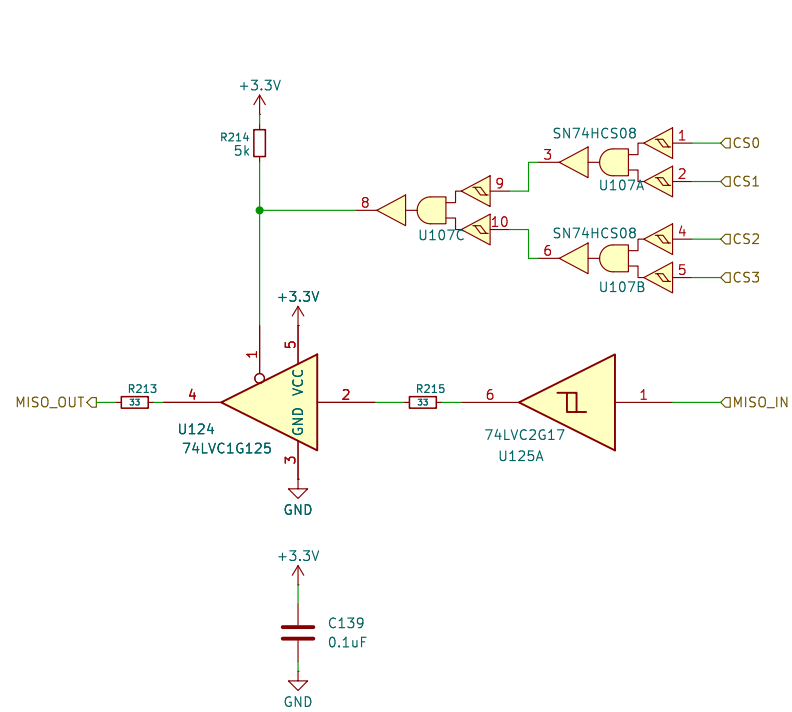 +3.3V
R214
5k
SN74HCS08
1
CS0
3
2
CS1
U107A
9
8
10
U107C
SN74HCS08
4
CS2
6
5
CS3
U107B
+3.3V
1
5
VCC
R213
R215
MISO_OUT
33
4
2
33
6
1
MISO_IN
GND
U124
74LVC1G125
3
74LVC2G17
U125A
GND
+3.3V
C139
0.1uF
GND